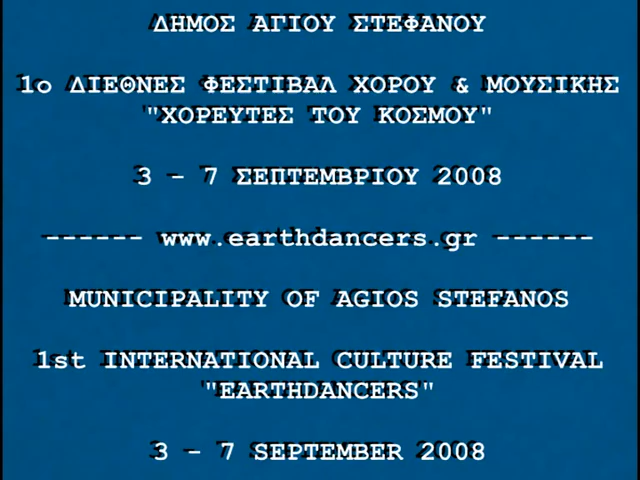 ΔΗΜΟΣ ΑΓΙΟΥ ΣΤΕΦΑΝΟΥ
1ο ΔΙΕΘΝΕΣ ΦΕΣΤΙΒΑΛ ΧΟΡΟΥ & ΜΟΥΣΙΚΗΣ
"ΧΟΡΕΥΤΕΣ ΤΟΥ ΚΟΣΜΟΥ"
3 - 7 ΣΕΠΤΕΜΒΡΙΟΥ 2008
------ www.earthdancers.gr ------
MUNICIPALITY OF AGIOS STEFANOS
1st INTERNATIONAL CULTURE FESTIVAL
"EARTHDANCERS"
3 - 7 SEPTEMBER 2008